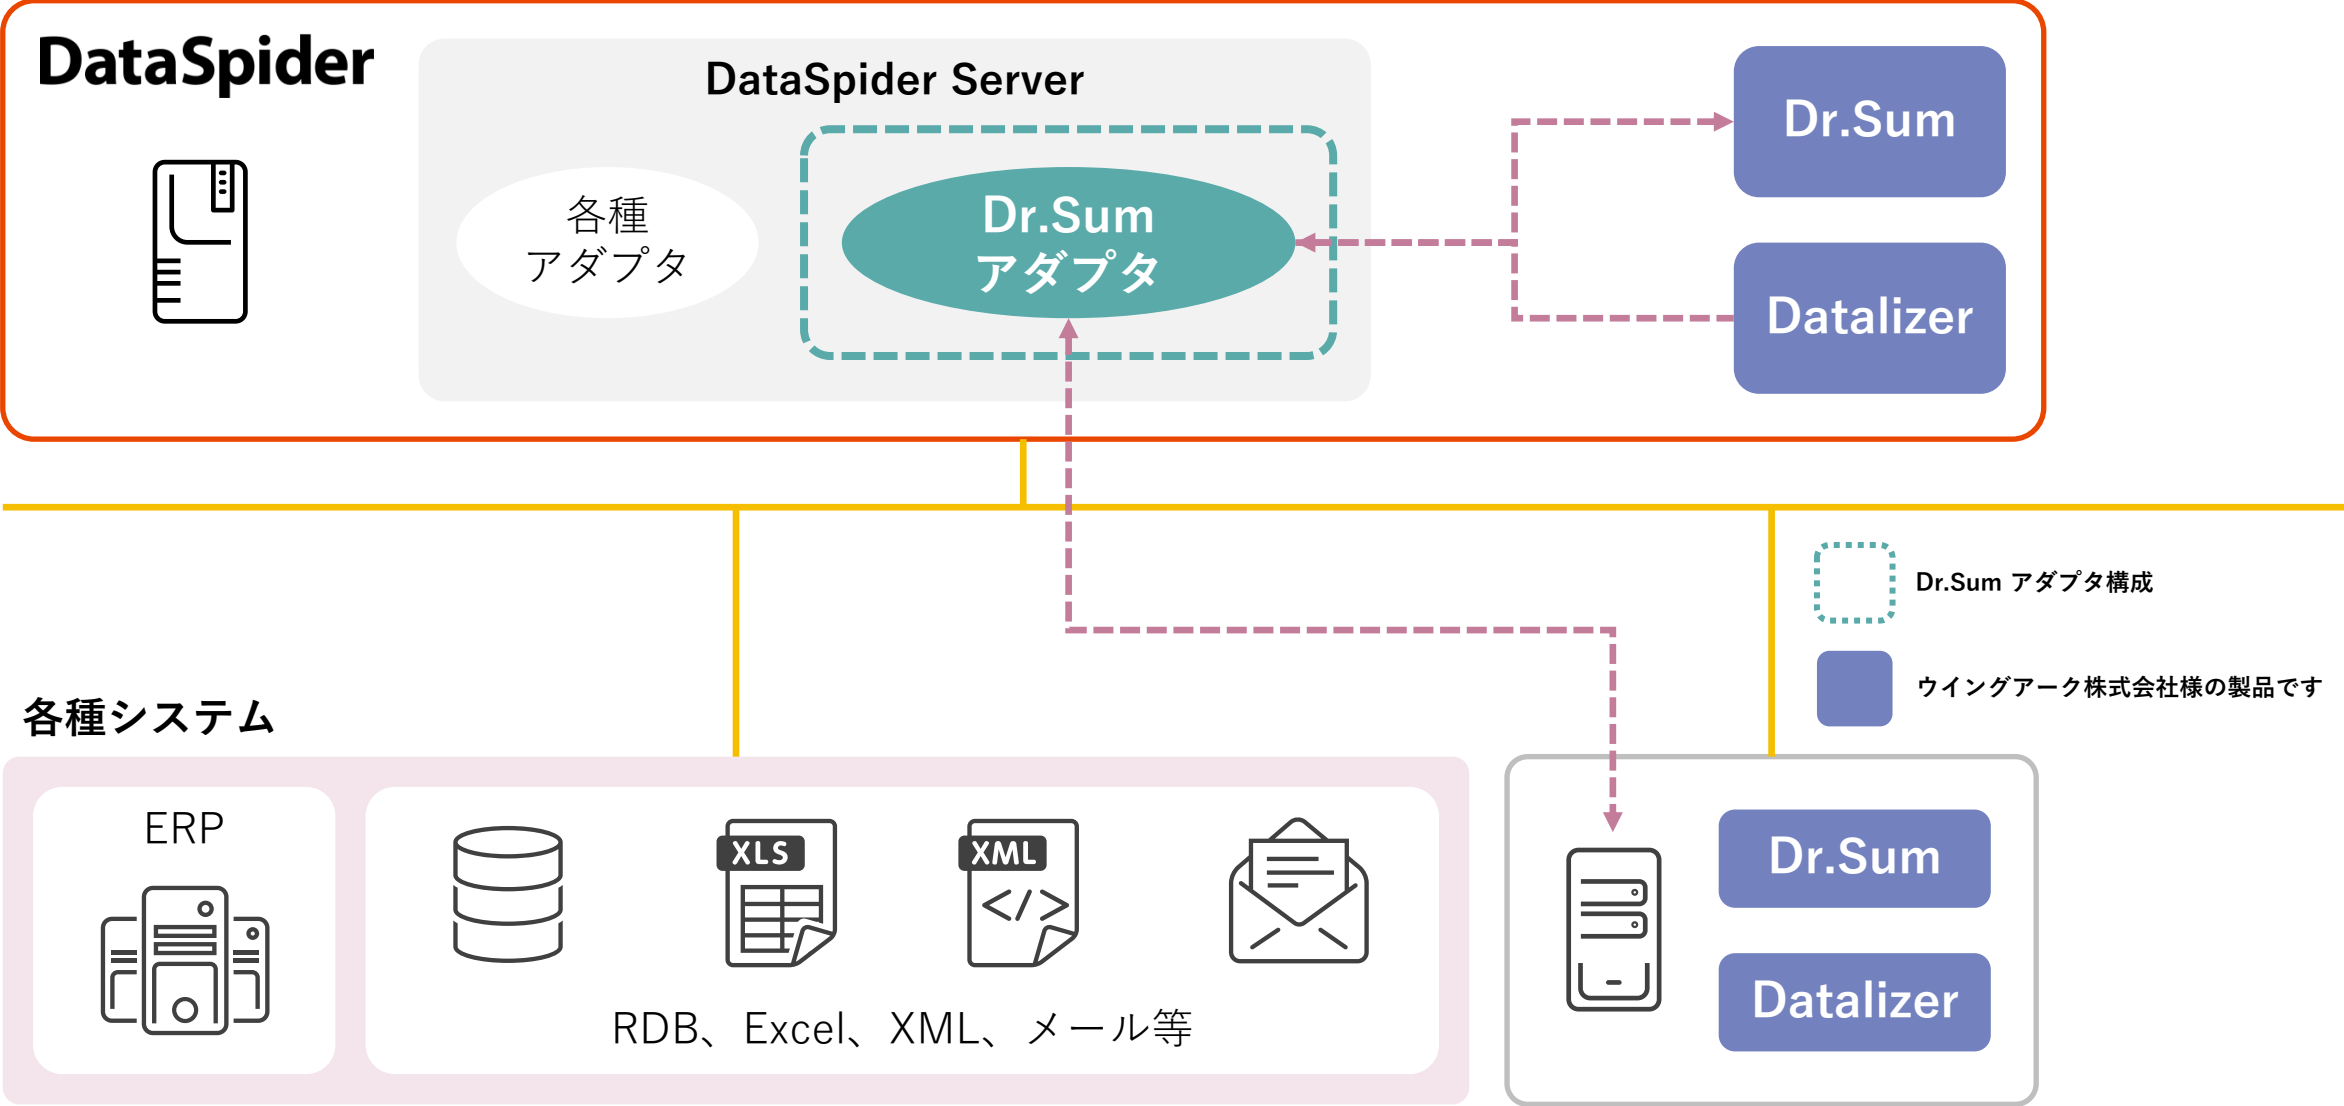 DataSpider
DataSpider Server
各種
アダプタ
Dr.Sum
アダプタ
Dr.Sum
Datalizer
Dr.Sum アダプタ構成
ウイングアーク株式会社様の製品です
各種システム
ERP
XLS
XML
</>
RDB、Excel、XML、メール等
Dr.Sum
Datalizer